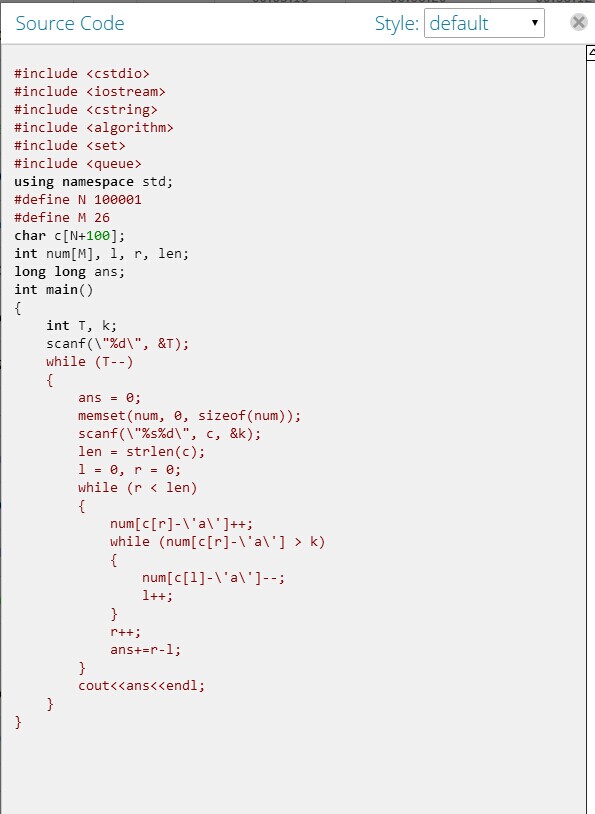 Source Code
Style: default
#include <cstdio>
#include <iostream>
#include <cstring>
#include <algorithm>
#include <set>
#include <queue>
using namespace std;
#define N 100001
#define M 26
char c[N+100];
int num[M], l, r, len;
long long ans;
int main()
{
    int T, k;
    scanf(\"%d\", &T);
    while (T--)
    {
        ans = 0;
        memset(num, 0, sizeof(num));
        scanf(\"%s%d\", c, &k);
        len = strlen(c);
        l = 0, r = 0;
        while (r < len)
        {
            num[c[r]-\'a\']++;
            while (num[c[r]-\'a\'] > k)
            {
                num[c[l]-\'a\']--;
                l++;
            }
            r++;
            ans+=r-l;
        }
        cout<<ans<<endl;
    }
}